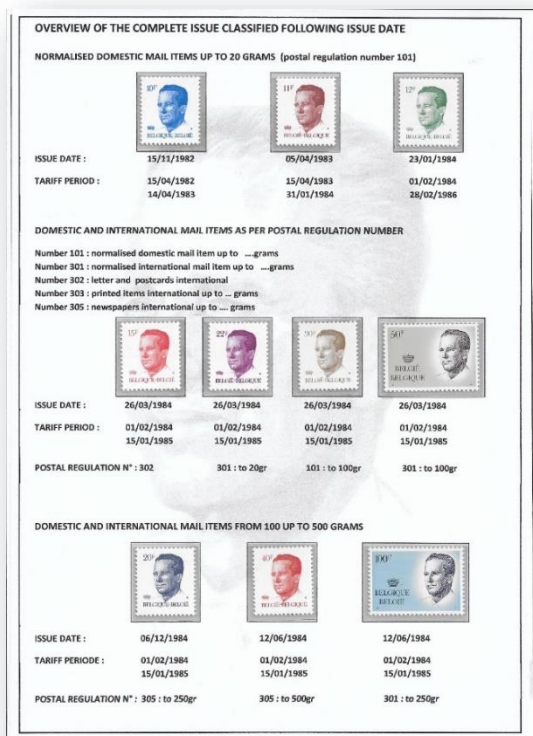 OVERVIEW OF THE COMPLETE ISSUE CLASSIFIED FOLLOWING ISSUE DATE
NORMALISED DOMESTIC MAIL ITEMS UP TO 20 GRAMS (postal regulation number 101)
10F 11F 12F
BELGIQUE-BELGIË BELGIË-BELGIQUE BELGIQUE-BELGIË
ISSUE DATE : 15/11/1982 05/04/1983 23/01/1984
TARIFF PERIOD : 15/04/1982 15/04/1983 01/02/1984
14/04/1983 31/01/1984 28/02/1986
DOMESTIC AND INTERNATIONAL MAIL ITEMS AS PER POSTAL REGULATION NUMBER
Number 101 : normalised domestic mail item up to ....grams
Number 301 : normalised international mail item up to ....grams
Number 302 : letter and postcards international
Number 303 : printed items international up to ... grams
Number 305 : newspapers international up to .... grams
15F 22F 50F
BELGIË BELGIQUE
ISSUE DATE : 26/03/1984 26/03/1984 26/03/1984 26/03/1984
TARIFF PERIOD : 01/02/1984 01/02/1984 01/02/1984 01/02/1984
15/01/1985 15/01/1985 15/01/1985 15/01/1985
POSTAL REGULATION N° : 302 301 : to 20gr 101 : to 100gr 301 : to 100gr
DOMESTIC AND INTERNATIONAL MAIL ITEMS FROM 100 UP TO 500 GRAMS
20F 40F 100F
BELGIQUE
BELGIË
ISSUE DATE : 06/12/1984 12/06/1984 12/06/1984
TARIFF PERIODE : 01/02/1984 01/02/1984 01/02/1984
15/01/1985 15/01/1985 15/01/1985
POSTAL REGULATION N° : 305 : to 250gr 305 : to 500gr 301 : to 250gr